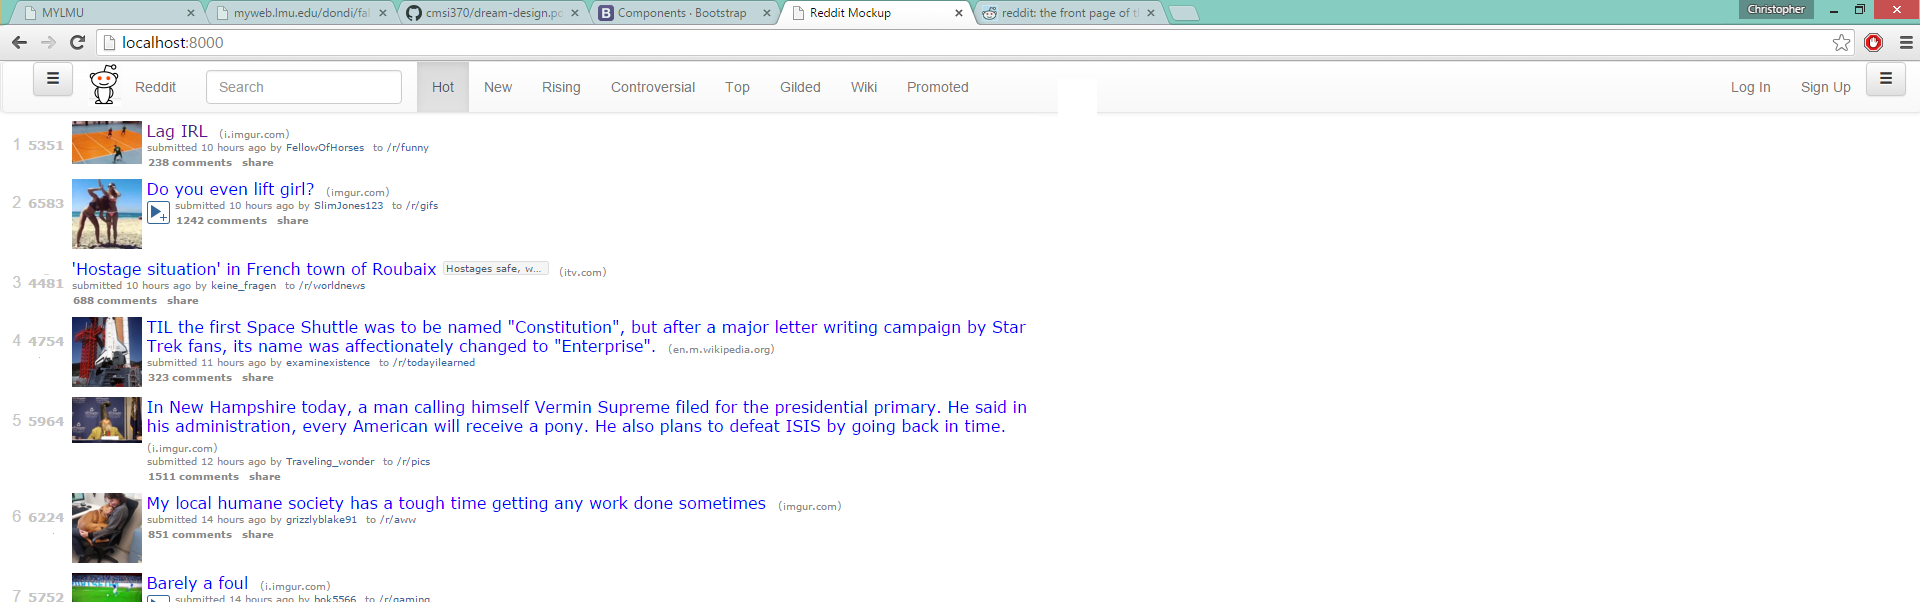 MYLMU
myweb.lmu.edu/dondi/fal
cmsi370/dream-design.po
Components · Bootstrap
Reddit Mockup
reddit: the front page of t
Christopher
localhost:8000
Reddit
Search
Hot
New
Rising
Controversial
Top
Gilded
Wiki
Promoted
Log In
Sign Up
1 5351
Lag IRL (i.imgur.com)
submitted 10 hours ago by FellowOfHorses to /r/funny
238 comments share
2 6583
Do you even lift girl? (imgur.com)
submitted 10 hours ago by SlimJones123 to /r/gifs
1242 comments share
3 4481
'Hostage situation' in French town of Roubaix Hostages safe, w... (itv.com)
submitted 10 hours ago by keine_fragen to /r/worldnews
688 comments share
4 4754
TIL the first Space Shuttle was to be named "Constitution", but after a major letter writing campaign by Star
Trek fans, its name was affectionately changed to "Enterprise". (en.m.wikipedia.org)
submitted 11 hours ago by examinexistence to /r/todayilearned
323 comments share
5 5964
In New Hampshire today, a man calling himself Vermin Supreme filed for the presidential primary. He said in
his administration, every American will receive a pony. He also plans to defeat ISIS by going back in time.
(i.imgur.com)
submitted 12 hours ago by Traveling_wonder to /r/pics
1511 comments share
6 6224
My local humane society has a tough time getting any work done sometimes (imgur.com)
submitted 14 hours ago by grizzlyblake91 to /r/aww
851 comments share
7 5752
Barely a foul (i.imgur.com)
submitted 14 hours ago by bok5566 to /r/gaming